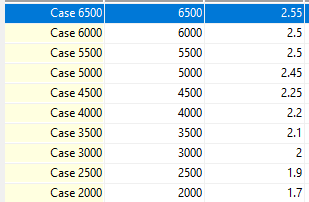 Case 6500 6500 2.55
Case 6000 6000 2.5
Case 5500 5500 2.5
Case 5000 5000 2.45
Case 4500 4500 2.25
Case 4000 4000 2.2
Case 3500 3500 2.1
Case 3000 3000 2
Case 2500 2500 1.9
Case 2000 2000 1.7